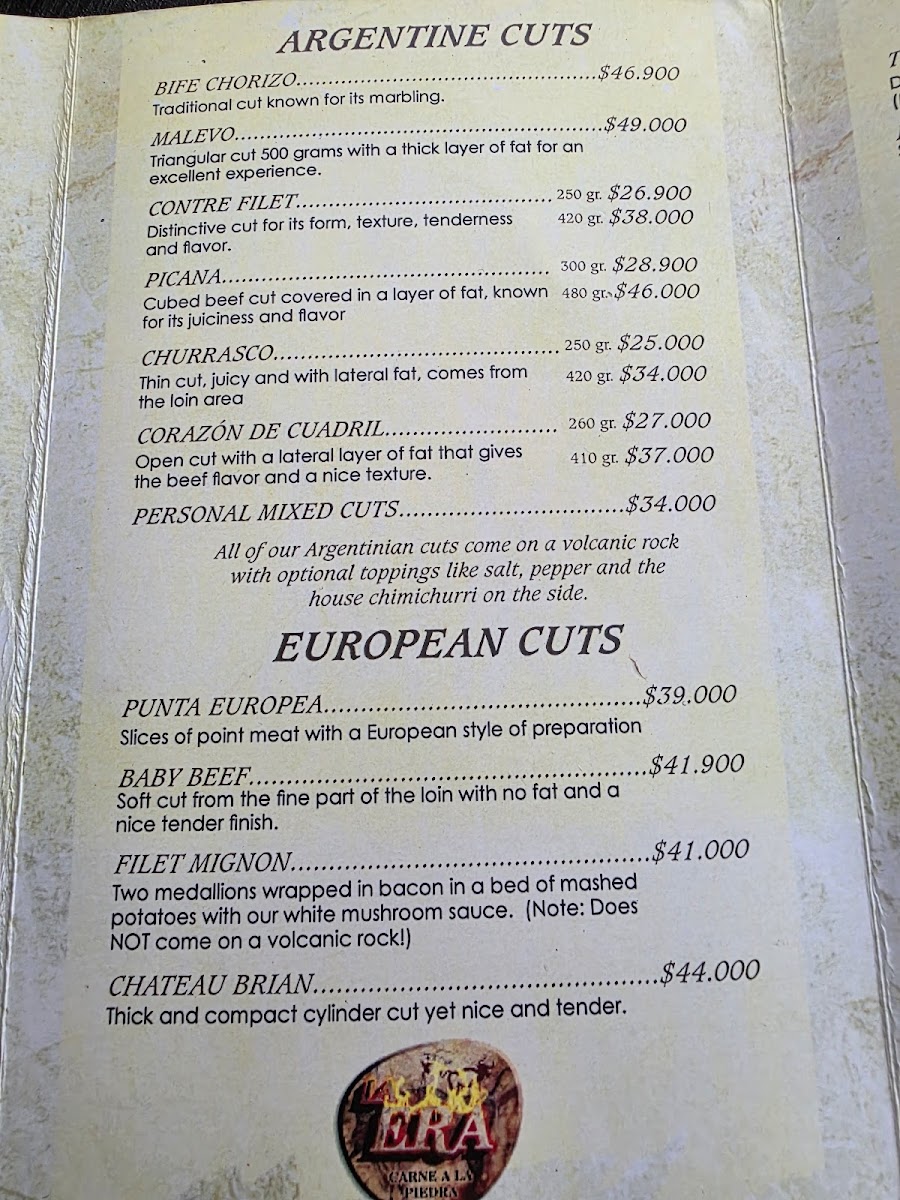 ARGENTINE CUTS
BIFE CHORIZO..........................................$46.900
Traditional cut known for its marbling.
MALEVO....................................................$49.000
Triangular cut 500 grams with a thick layer of fat for an
excellent experience.
CONTRE FILET....................................250 gr. $26.900
Distinctive cut for its form, texture, tenderness 420 gr. $38.000
and flavor.
PICANA.............................................. 300 gr. $28.900
Cubed beef cut covered in a layer of fat, known 480 gr. $46.000
for its juiciness and flavor
CHURRASCO........................................ 250 gr. $25.000
Thin cut, juicy and with lateral fat, comes from 420 gr. $34.000
the loin area
CORAZÓN DE CUADRIL........................ 260 gr. $27.000
Open cut with a lateral layer of fat that gives 410 gr. $37.000
the beef flavor and a nice texture.
PERSONAL MIXED CUTS................................$34.000
All of our Argentinian cuts come on a volcanic rock
with optional toppings like salt, pepper and the
house chimichurri on the side.
EUROPEAN CUTS
PUNTA EUROPEA..........................................$39.000
Slices of point meat with a European style of preparation
BABY BEEF....................................................$41.900
Soft cut from the fine part of the loin with no fat and a
nice tender finish.
FILET MIGNON..............................................$41.000
Two medallions wrapped in bacon in a bed of mashed
potatoes with our white mushroom sauce. (Note: Does
NOT come on a volcanic rock!)
CHATEAU BRIAN............................................$44.000
Thick and compact cylinder cut yet nice and tender.
LA
ERA
CARNE A LA
PIEDRA